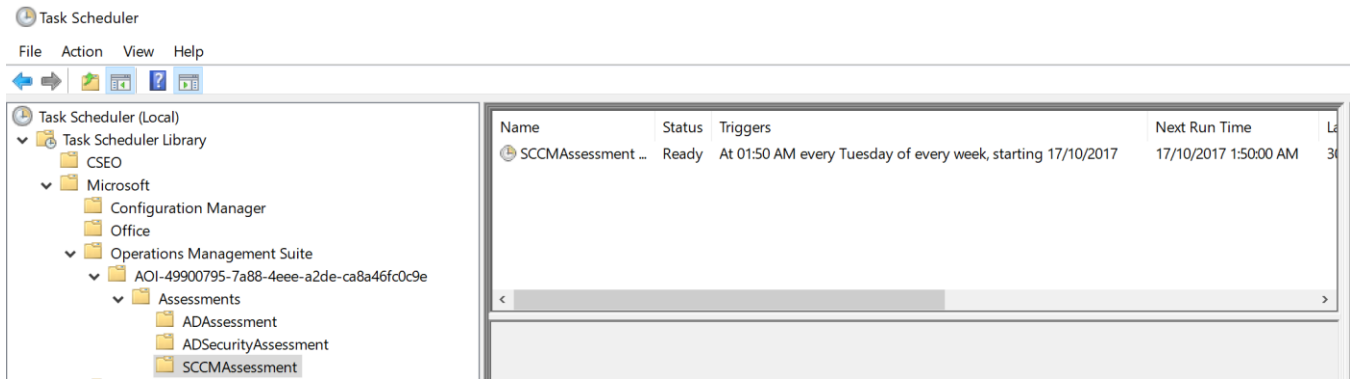 Task Scheduler
File Action View Help
Task Scheduler (Local)
Task Scheduler Library
CSEO
Microsoft
Configuration Manager
Office
Operations Management Suite
AOI-49900795-7a88-4eee-a2de-ca8a46fc0c9e
Assessments
ADAssessment
ADSecurityAssessment
SCCMAssessment
Name Status Triggers Next Run Time
SCCMAssessment ... Ready At 01:50 AM every Tuesday of every week, starting 17/10/2017 17/10/2017 1:50:00 AM